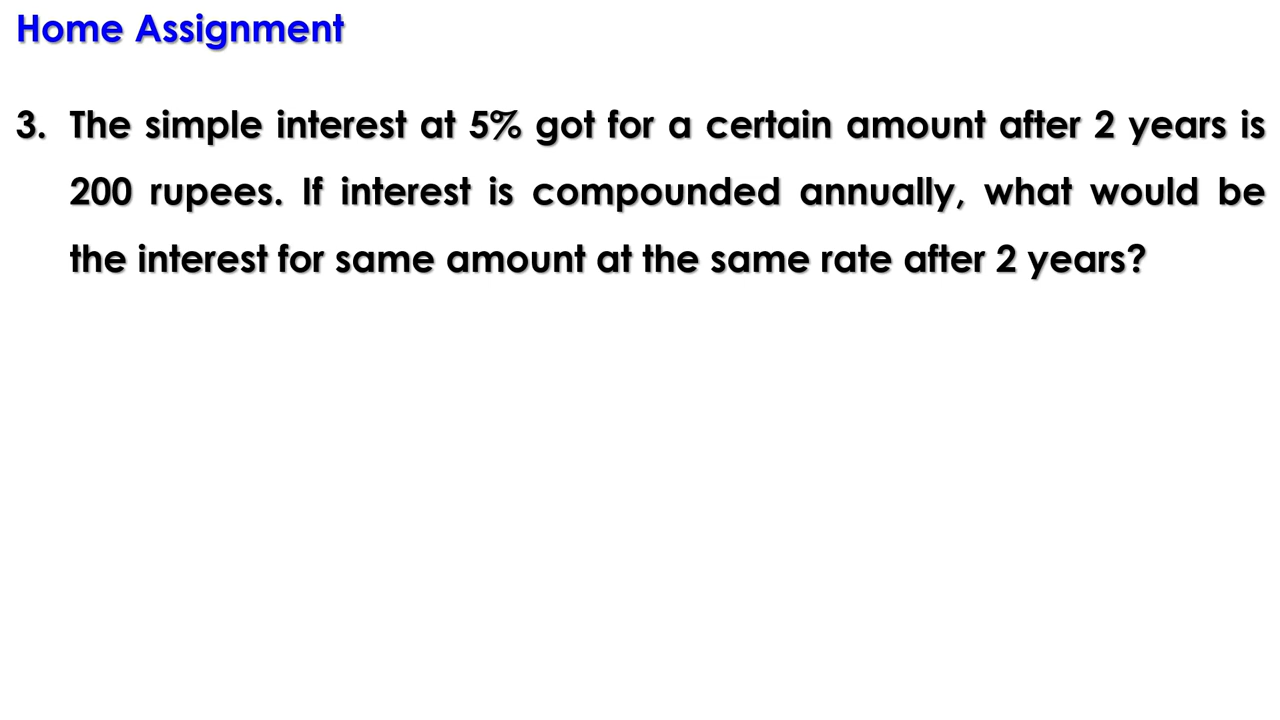 Home Assignment
3. The simple interest at 5% got for a certain amount after 2 years is
200 rupees. If interest is compounded annually, what would be
the interest for same amount at the same rate after 2 years?